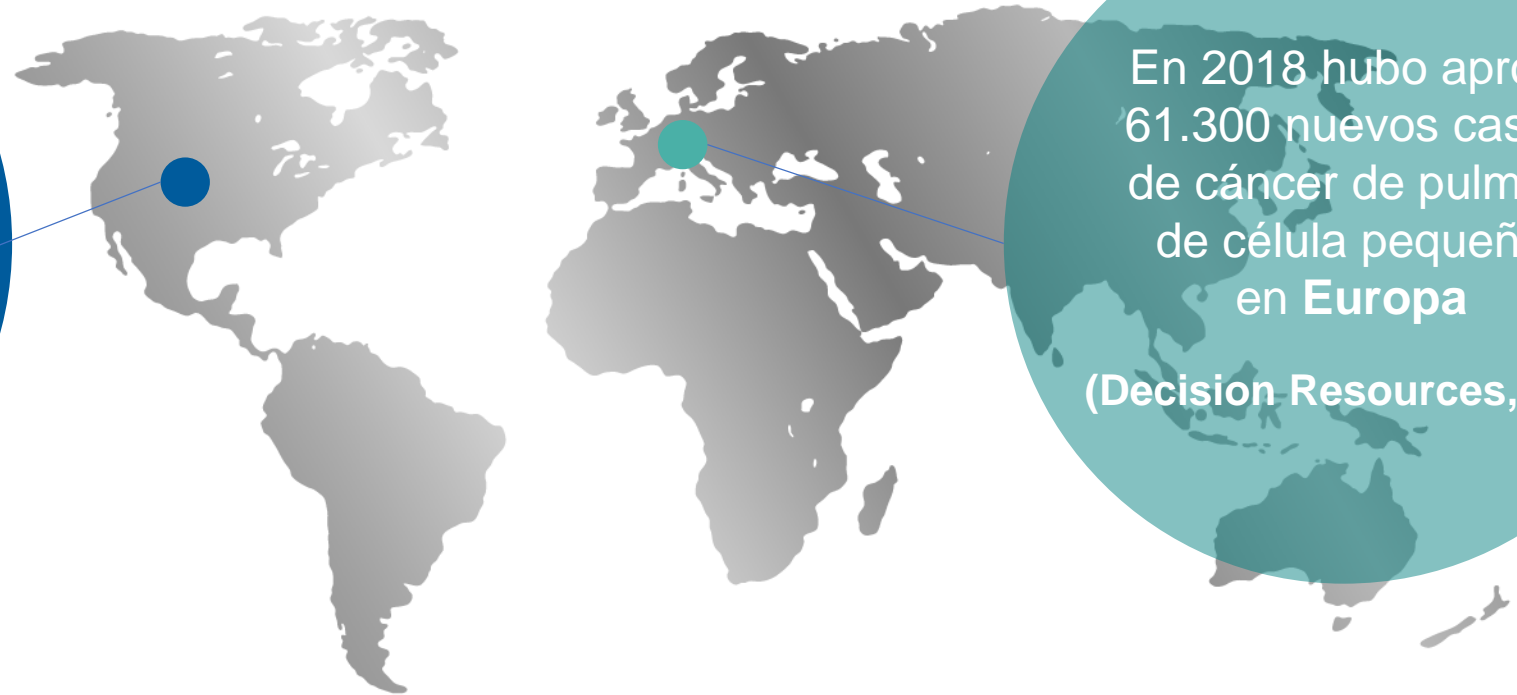 En 2018 hubo apro
61.300 nuevos cas
de cáncer de pulm
de célula pequeñ
en Europa
(Decision Resources,